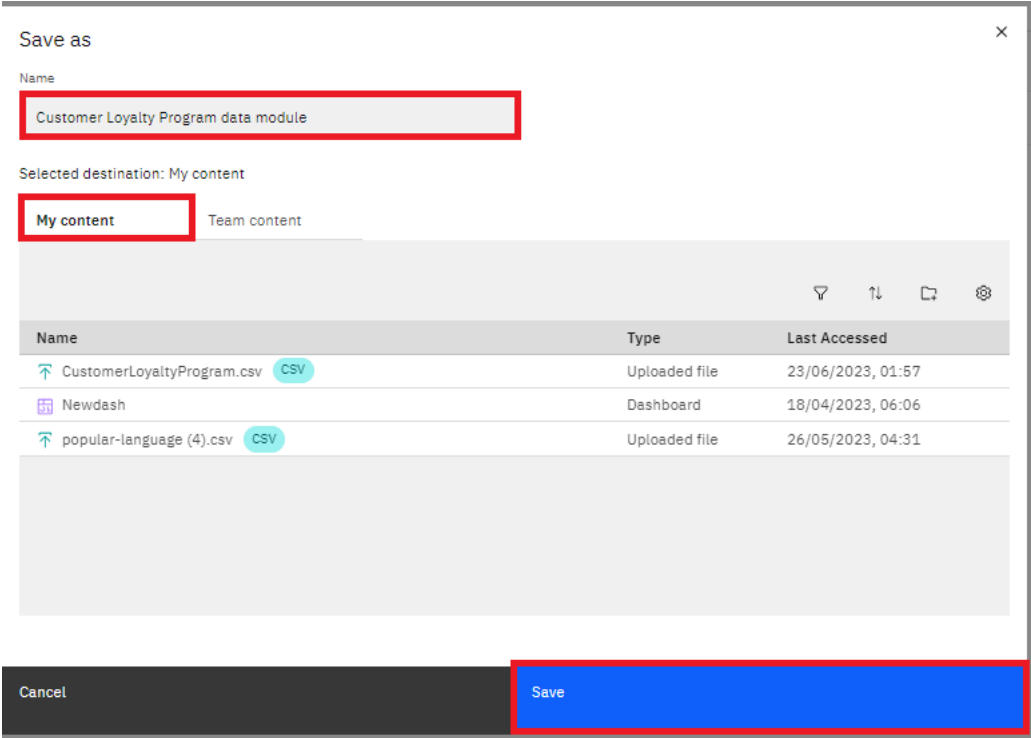 Save as
Name
Customer Loyalty Program data module
Selected destination: My content
My content Team content
Name Type Last Accessed
CustomerLoyaltyProgram.csv CSV Uploaded file 23/06/2023, 01:57
Newdash Dashboard 18/04/2023, 06:06
popular-language (4).csv CSV Uploaded file 26/05/2023, 04:31
Cancel Save